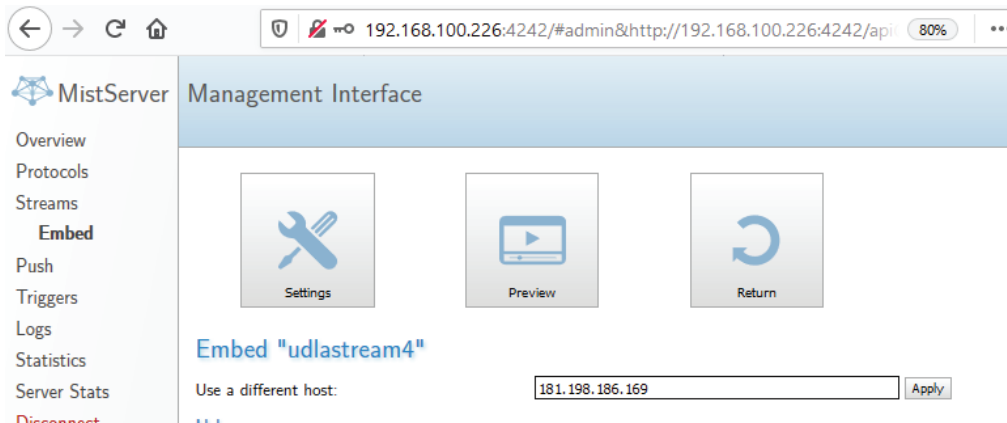 192.168.100.226:4242/#admin&http://192.168.100.226:4242/api
80%
MistServer
Management Interface
Overview
Protocols
Streams
Embed
Push
Triggers
Logs
Statistics
Server Stats
Disconnect
Settings
Preview
Return
Embed "udlastream4"
Use a different host:
181.198.186.169
Apply